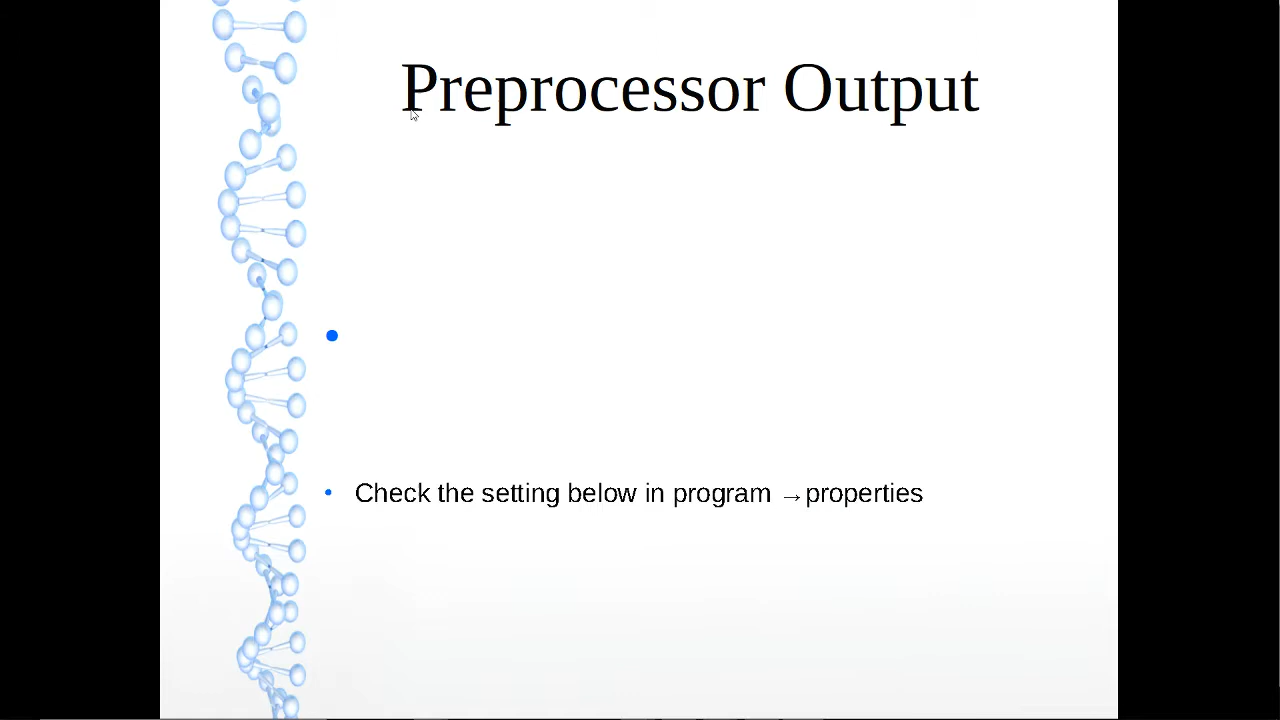 Preprocessor Output
• Check the setting below in program →properties